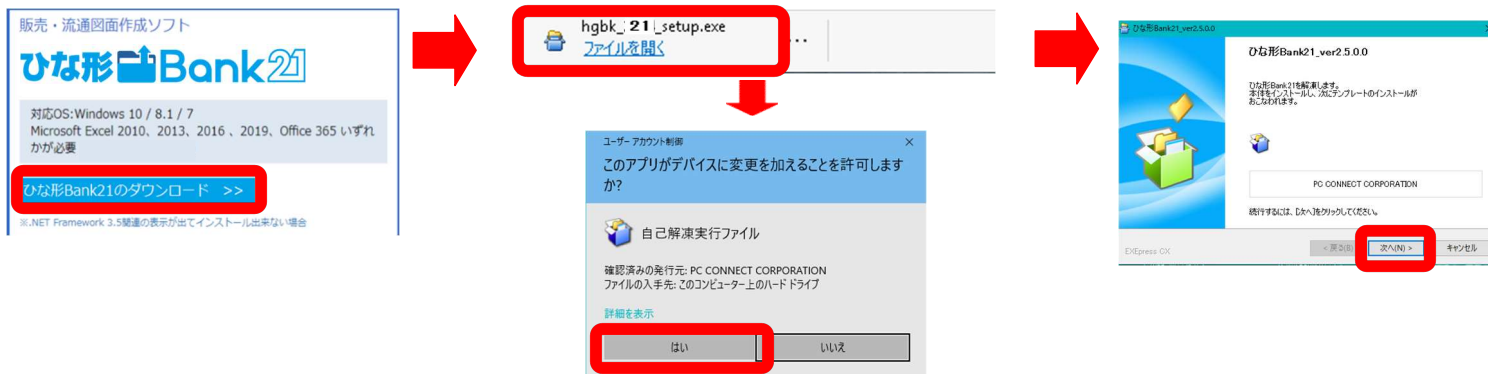 販売・流通図面作成ソフト
ひな形Bank21
対応OS:Windows 10 / 8.1 / 7
Microsoft Excel 2010、2013、2016 、2019、Office 365 いずれ
かが必要
ひな形Bank21のダウンロード >>
※.NET Framework 3.5関連の表示が出てインストール出来ない場合
hgbk_21_setup.exe
ファイルを開く
...
ユーザー アカウント制御
×
このアプリがデバイスに変更を加えることを許可します
か?
自己解凍実行ファイル
確認済みの発行元: PC CONNECT CORPORATION
ファイルの入手先: このコンピューター上のハード ドライブ
詳細を表示
はい
いいえ
ひな形Bank21_ver2.5.0.0
ひな形Bank21_ver2.5.0.0
ひな形Bank21を解凍します。
本体をインストールし、次にテンプレートのインストールが
おこなわれます。
PC CONNECT CORPORATION
続行するには、[次へ]をクリックしてください。
EXEpress CX
< 戻る(B)
次へ(N) >
キャンセル